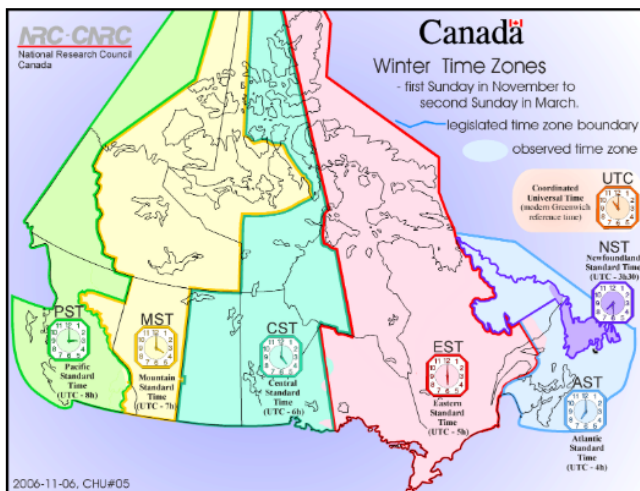 NRC·CNRC
National Research Council
Canada
Canada
Winter Time Zones
- first Sunday in November to
second Sunday in March.
legislated time zone boundary
observed time zone
UTC
Coordinated
Universal Time
(modern Greenwich
reference time)
NST
Newfoundland
Standard Time
(UTC - 3h30)
PST
Pacific
Standard
Time
(UTC - 8h)
MST
Mountain
Standard
Time
(UTC - 7h)
CST
Central
Standard
Time
(UTC - 6h)
EST
Eastern
Standard
Time
(UTC - 5h)
AST
Atlantic
Standard
Time
(UTC - 4h)
2006-11-06, CHU#05